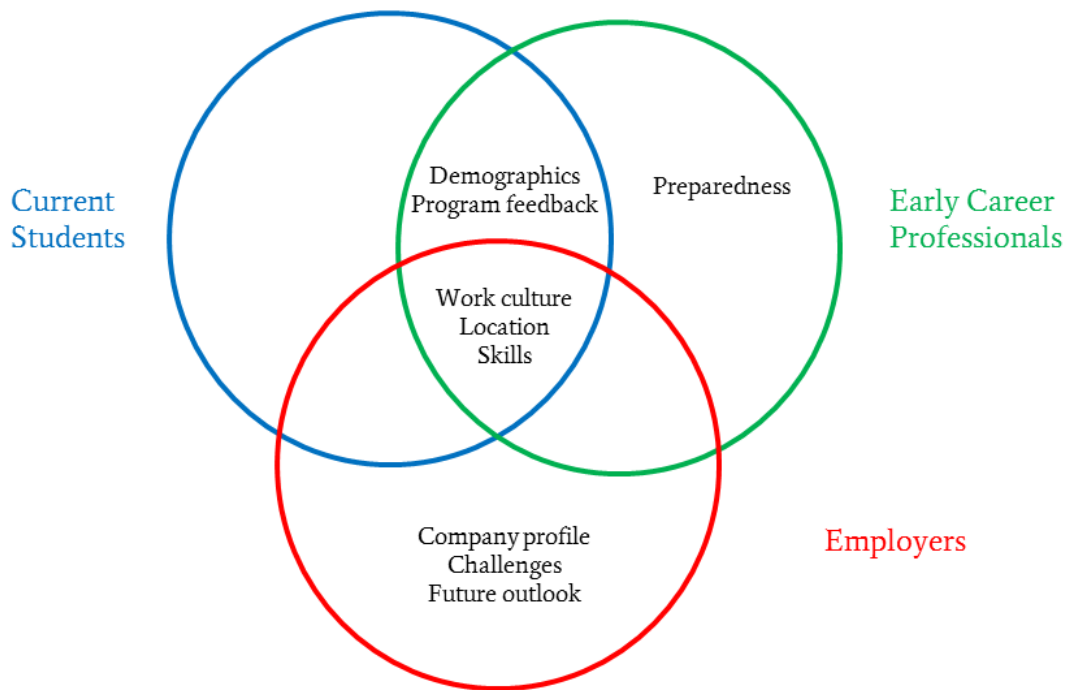 Current
Students
Demographics
Program feedback
Preparedness
Early Career
Professionals
Work culture
Location
Skills
Company profile
Challenges
Future outlook
Employers